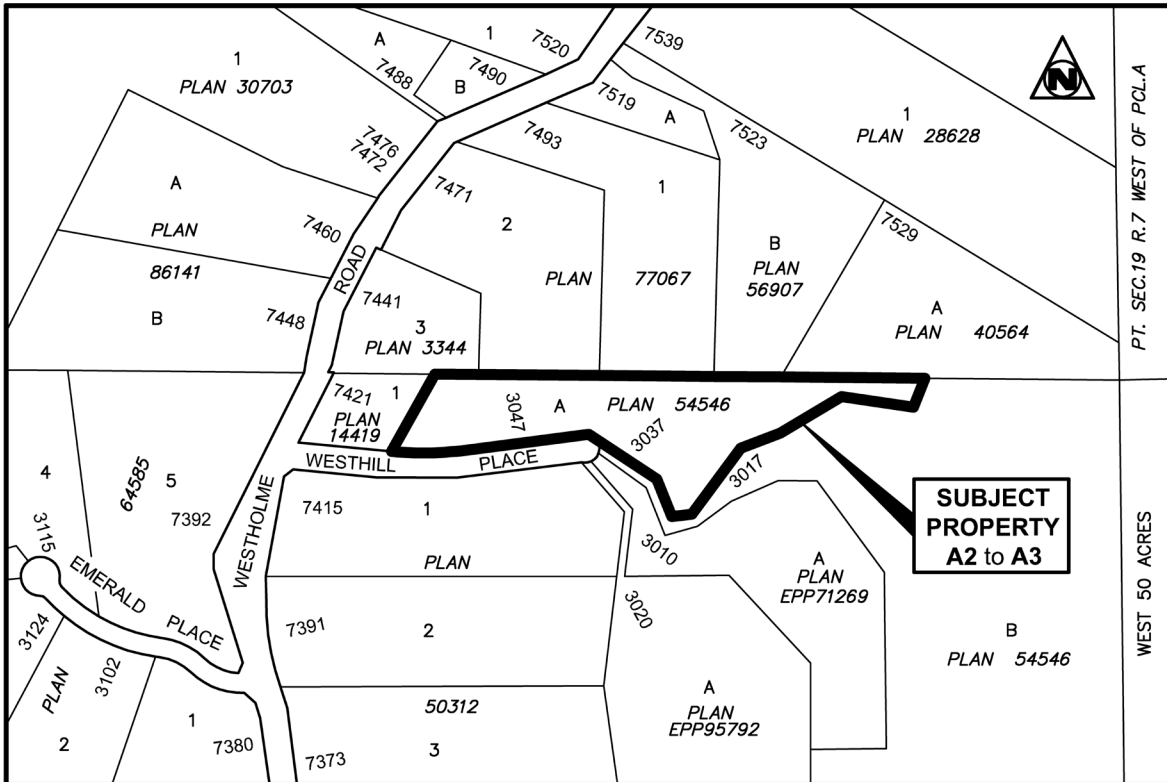 1
PLAN 30703
A
7488
1
7490
B
7520
7539
N
7519
A
7523
1
PLAN 28628
PT. SEC.19 R.7 WEST OF PCL.A
7476
7472
7493
7471
2
1
A
PLAN
86141
7460
ROAD
PLAN
77067
B
PLAN
56907
7529
A
PLAN 40564
B
7448
7441
3
PLAN 3344
7421
1
PLAN
14419
3047
A
PLAN 54546
3037
3017
WESTHILL PLACE
4
64585
5
7392
WESTHOLME
7415
1
PLAN
3010
SUBJECT
PROPERTY
A2 to A3
A
PLAN
EPP71269
WEST 50 ACRES
3115
EMERALD PLACE
3124
PLAN
2
3102
7391
2
3020
B
PLAN 54546
A
PLAN
EPP95792
50312
1
7380
7373
3